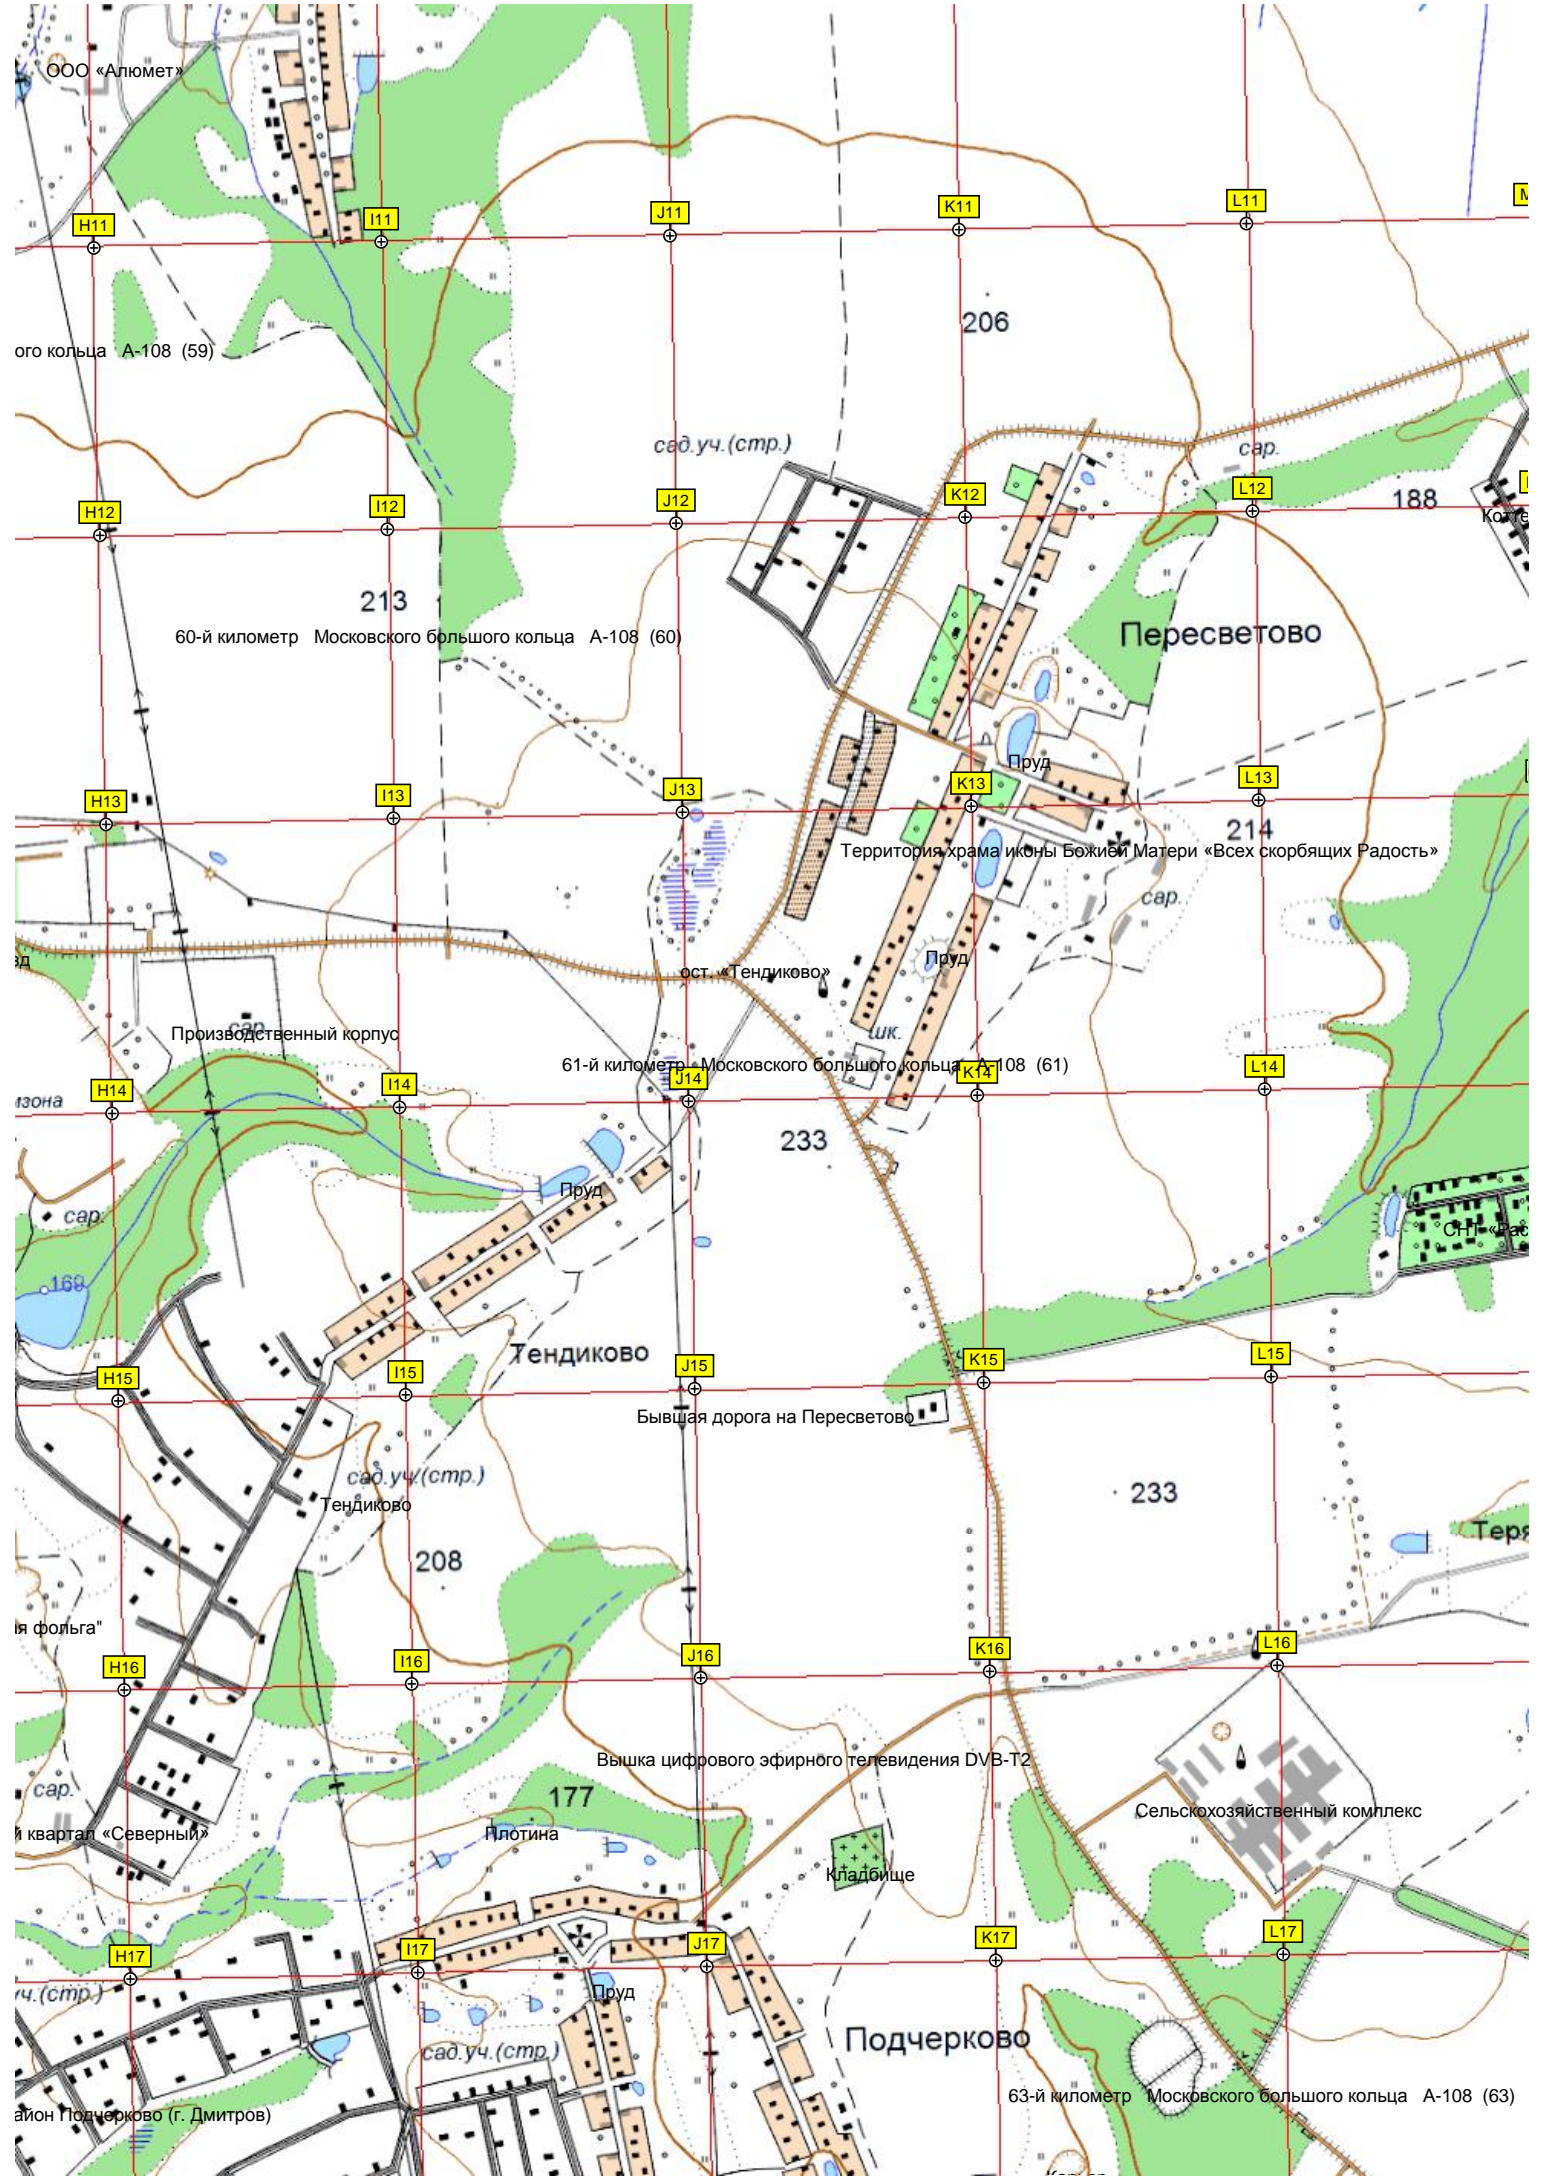 ООО «Алюмет»
H11
I11
J11
K11
L11
206
ого кольца А-108 (59)
сад.уч.(стр.)
сар.
H12
I12
J12
K12
L12
188
213
60-й километр Московского большого кольца А-108 (60)
Пересветово
Пруд
H13
I13
J13
K13
L13
214
Территория храма иконы Божией Матери «Всех скорбящих Радость»
сар.
Пруд
ост. «Тендиково»
сар.
Производственный корпус
шк.
61-й километр Московского большого кольца А-108 (61)
H14
I14
J14
K14
L14
233
Пруд
сар.
169
Тендиково
H15
I15
J15
K15
L15
Бывшая дорога на Пересветово
сад.уч.(стр.)
Тендиково
233
208
я фольга"
H16
I16
J16
K16
L16
Вышка цифрового эфирного телевидения DVB-T2
сар.
177
Сельскохозяйственный комплекс
й квартал «Северный»
Плотина
Кладбище
H17
I17
J17
K17
L17
уч.(стр.)
Пруд
Подчерково
сад.уч.(стр.)
63-й километр Московского большого кольца А-108 (63)
айон Подчерково (г. Дмитров)